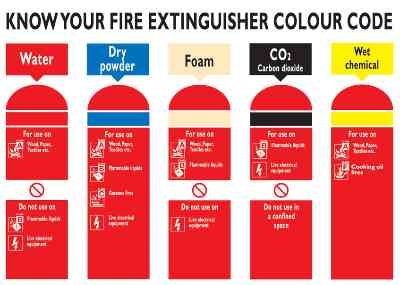 KNOW YOUR FIRE EXTINGUISHER COLOUR CODE
Water
Dry
powder
Foam
CO2
Carbon dioxide
Wet
chemical
For use on
Wood, Paper,
Textiles etc.
Do not use on
Flammable liquids
Live electrical
equipment
For use on
Wood, Paper,
Textiles etc.
Flammable liquids
Gaseous fires
Live electrical
equipment
For use on
Wood, Paper,
Textiles etc.
Flammable liquids
Do not use on
Live electrical
equipment
For use on
Flammable liquids
Live electrical
equipment
Do not use in
a confined
space
For use on
Wood, Paper,
Textiles etc.
Cooking oil
fires